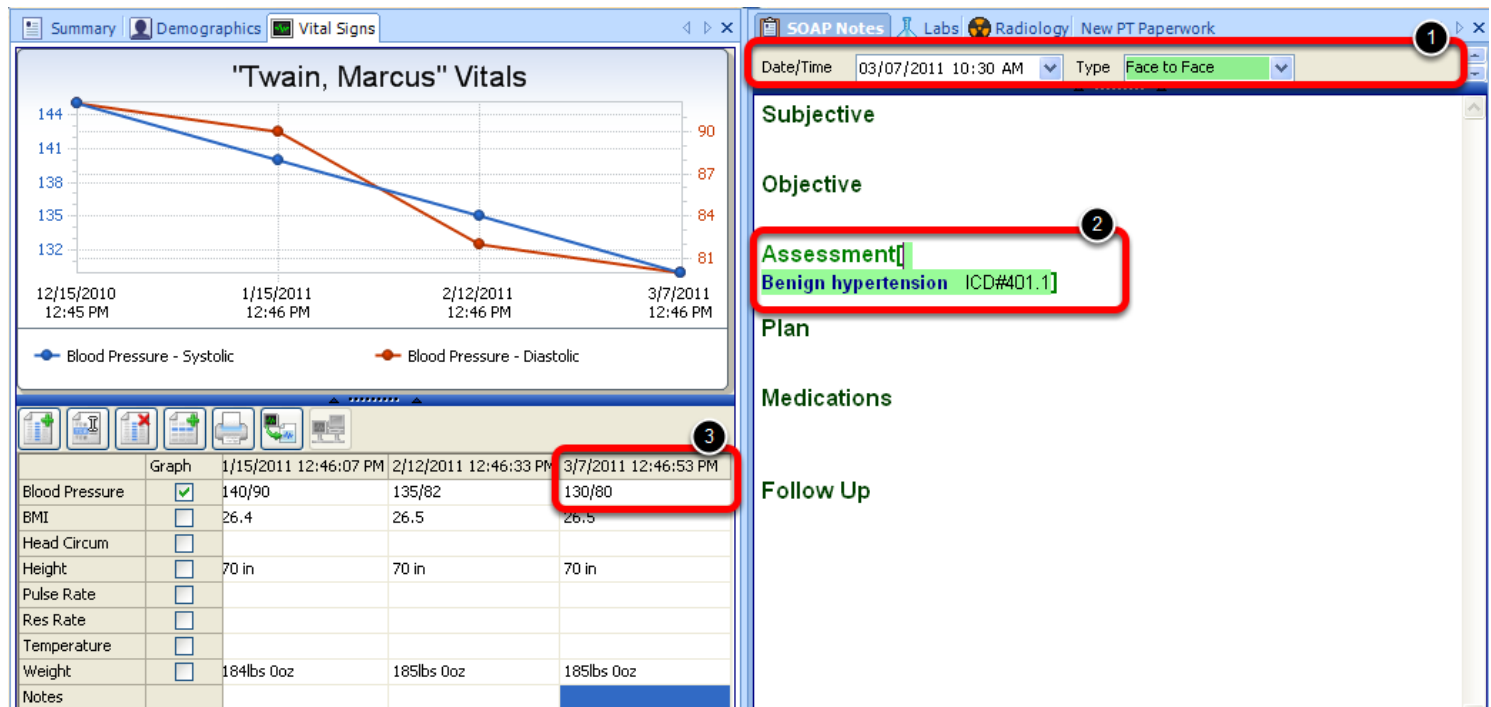 Summary Demographics Vital Signs
"Twain, Marcus" Vitals
144
141
138
135
132
90
87
84
81
12/15/2010 1/15/2011 2/12/2011 3/7/2011
12:45 PM 12:46 PM 12:46 PM 12:46 PM
Blood Pressure - Systolic Blood Pressure - Diastolic
3
Graph 1/15/2011 12:46:07 PM 2/12/2011 12:46:33 PM 3/7/2011 12:46:53 PM
Blood Pressure 140/90 135/82 130/80
BMI 26.4 26.5 26.5
Head Circum
Height 70 in 70 in 70 in
Pulse Rate
Res Rate
Temperature
Weight 184lbs 0oz 185lbs 0oz 185lbs 0oz
Notes
SOAP Notes Labs Radiology New PT Paperwork
1
Date/Time 03/07/2011 10:30 AM Type Face to Face
Subjective
Objective
2
Assessment[
Benign hypertension ICD#401.1]
Plan
Medications
Follow Up